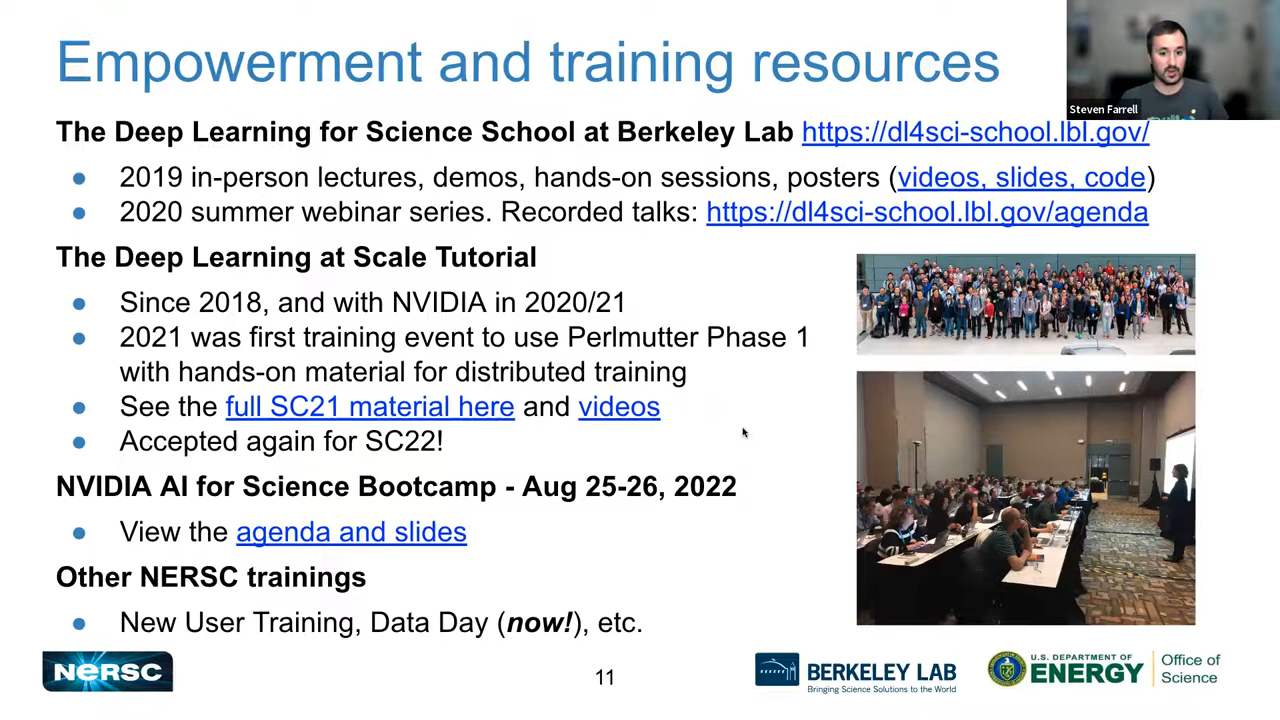 Empowerment and training resources
Steven Farrell
The Deep Learning for Science School at Berkeley Lab https://dl4sci-school.lbl.gov/
● 2019 in-person lectures, demos, hands-on sessions, posters (videos, slides, code)
● 2020 summer webinar series. Recorded talks: https://dl4sci-school.lbl.gov/agenda
The Deep Learning at Scale Tutorial
● Since 2018, and with NVIDIA in 2020/21
● 2021 was first training event to use Perlmutter Phase 1
with hands-on material for distributed training
● See the full SC21 material here and videos
● Accepted again for SC22!
NVIDIA AI for Science Bootcamp - Aug 25-26, 2022
● View the agenda and slides
Other NERSC trainings
● New User Training, Data Day (now!), etc.
NERSC
11
BERKELEY LAB
Bringing Science Solutions to the World
U.S. DEPARTMENT OF
ENERGY
Office of
Science